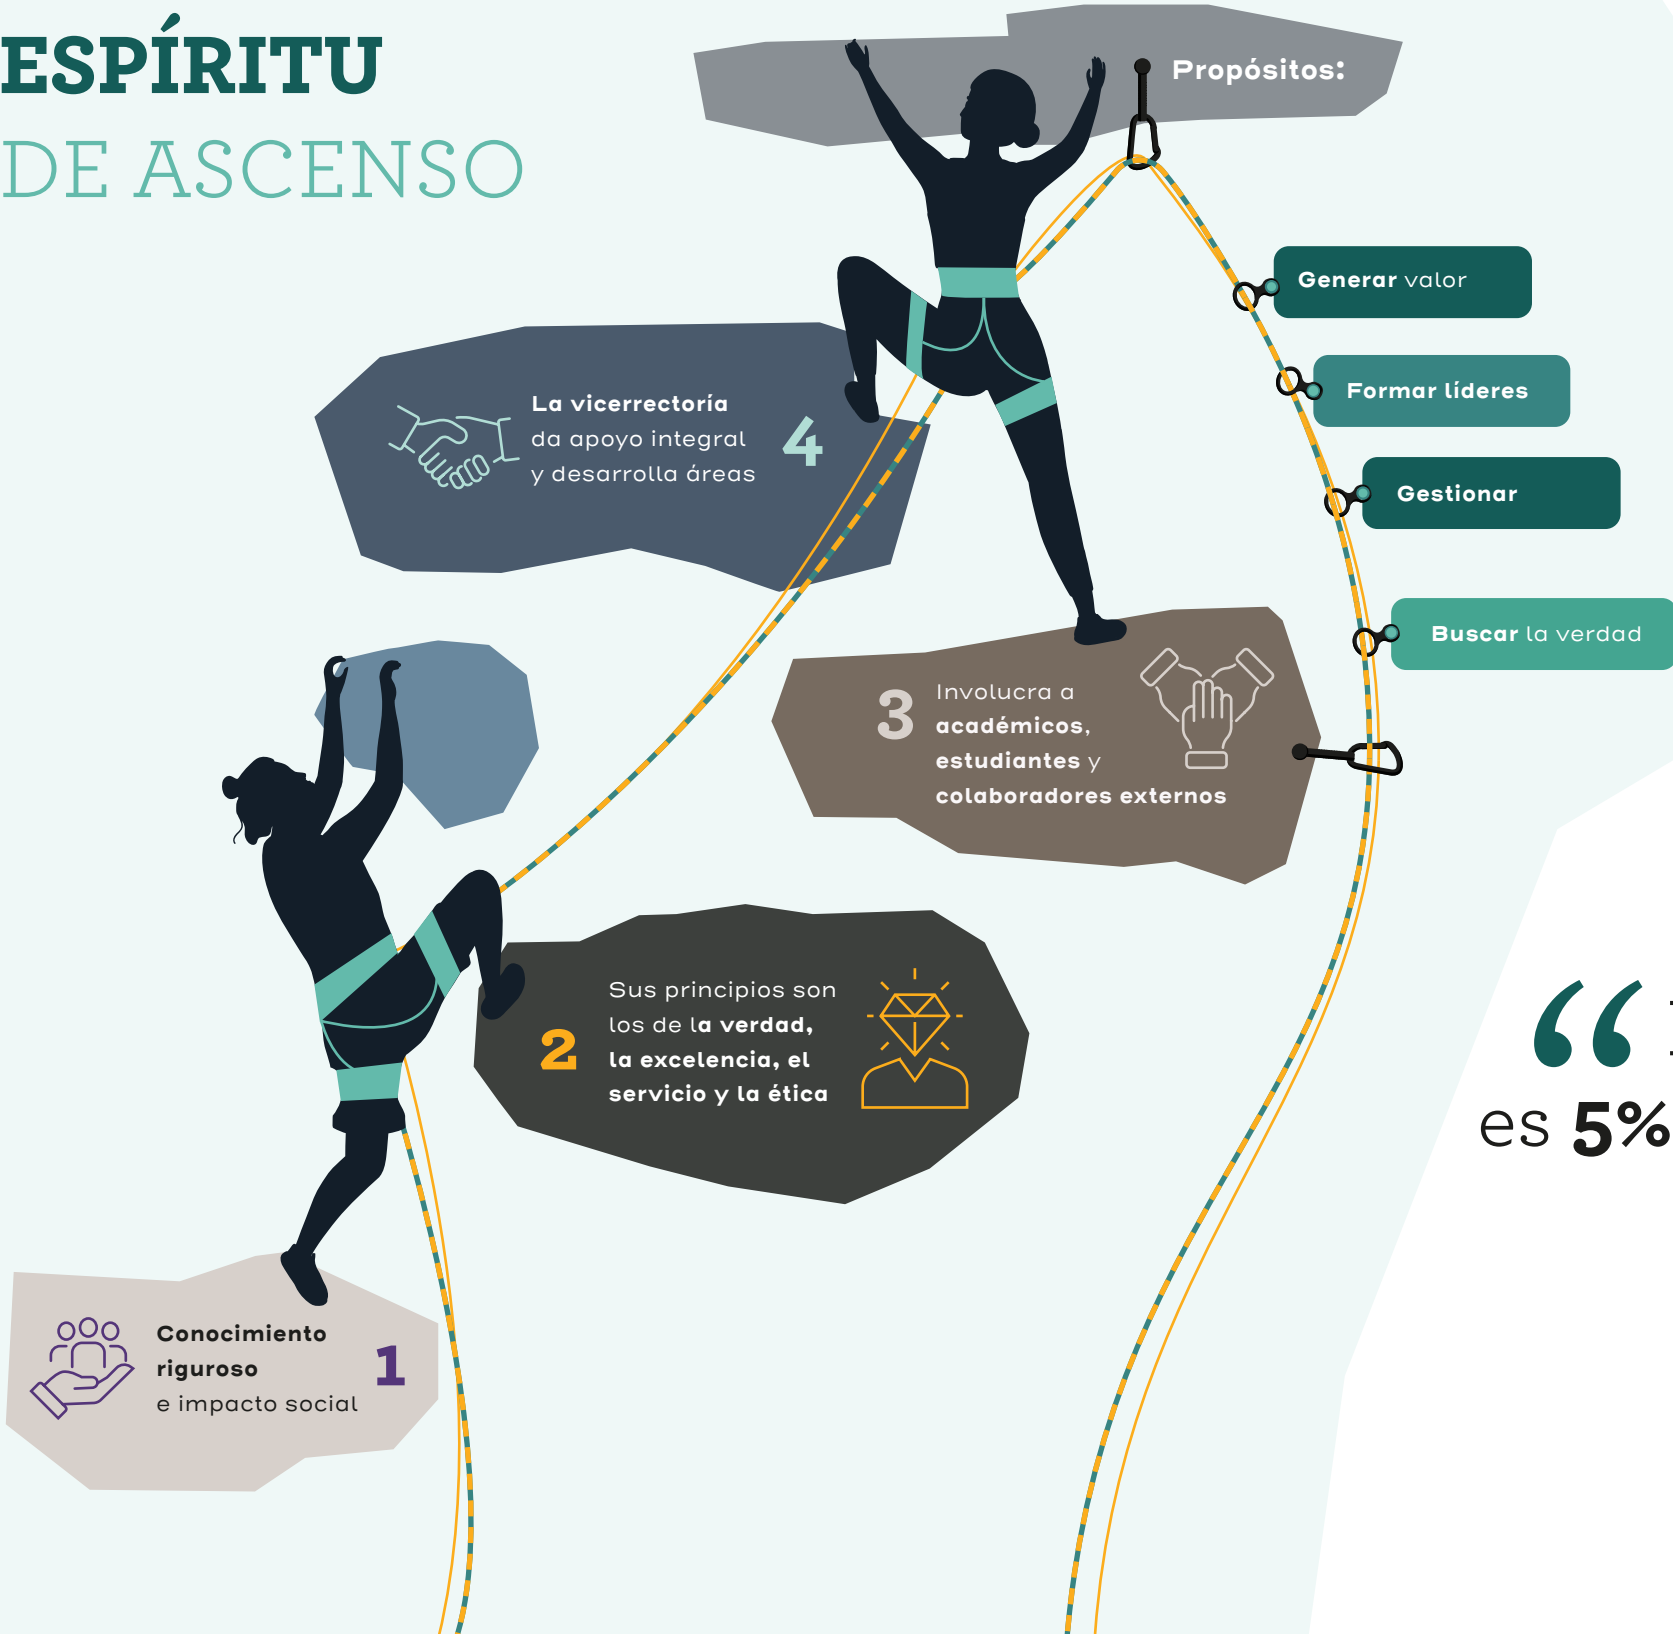 ESPÍRITU
DE ASCENSO
Propósitos:
Generar valor
Formar líderes
Gestionar
Buscar la verdad
La vicerrectoría
da apoyo integral
y desarrolla áreas
4
3
Involucra a
académicos,
estudiantes y
colaboradores externos
2
Sus principios son
los de la verdad,
la excelencia, el
servicio y la ética
Conocimiento
riguroso
e impacto social
1
“
es 5%